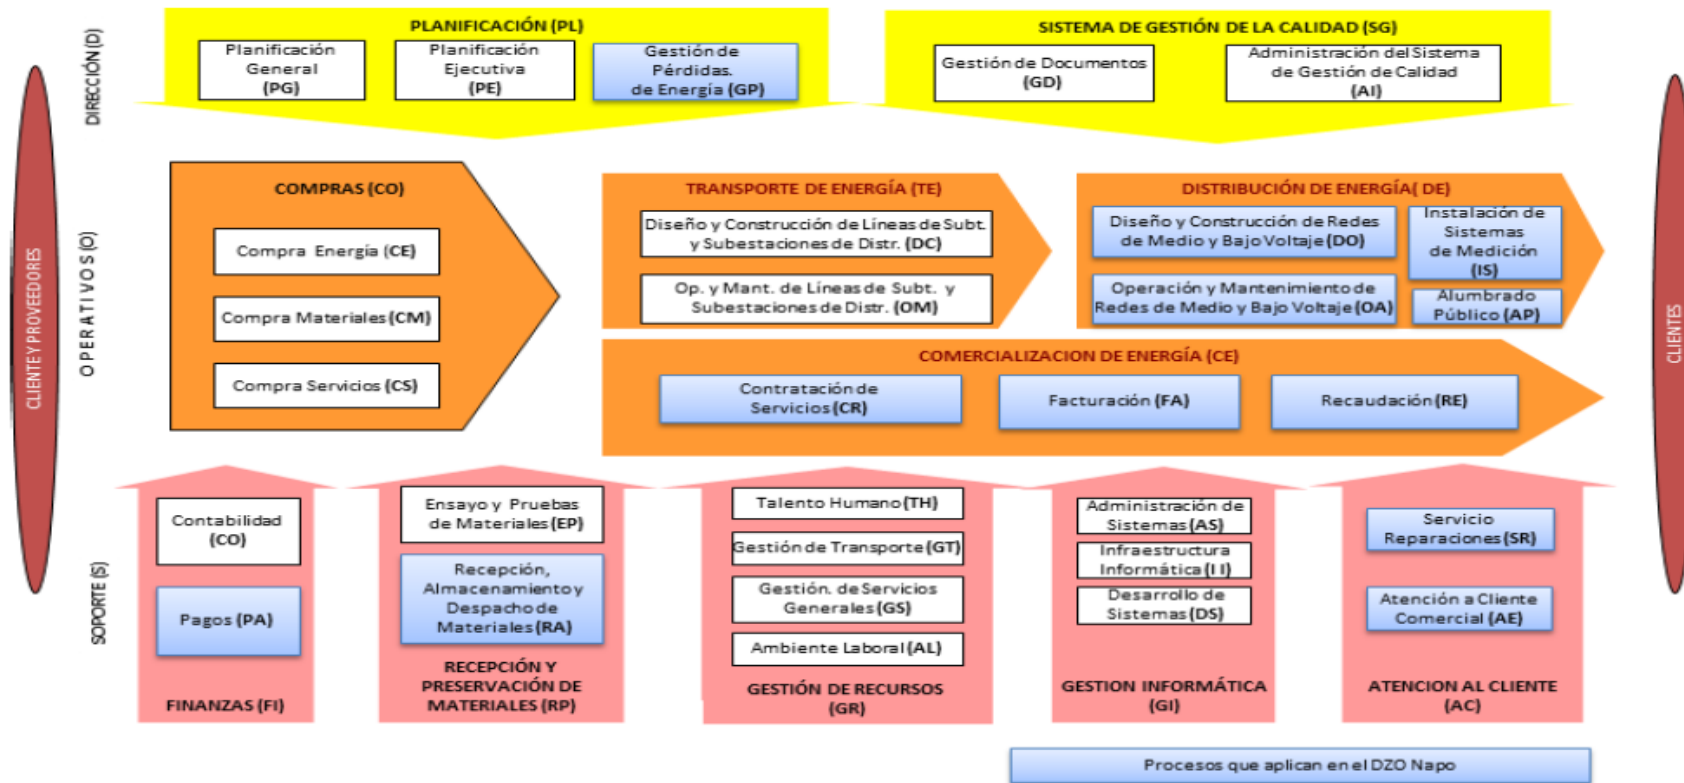 DIRECCIÓN (D)
PLANIFICACIÓN (PL)
Planificación
General
(PG)
Planificación
Ejecutiva
(PE)
Gestión de
Pérdidas.
de Energía (GP)
SISTEMA DE GESTIÓN DE LA CALIDAD (SG)
Gestión de Documentos
(GD)
Administración del Sistema
de Gestión de Calidad
(AI)
CLIENTE Y PROVEEDORES
OPERATIVOS (O)
COMPRAS (CO)
Compra Energía (CE)
Compra Materiales (CM)
Compra Servicios (CS)
TRANSPORTE DE ENERGÍA (TE)
Diseño y Construcción de Líneas de Subt.
y Subestaciones de Distr. (DC)
Op. y Mant. de Líneas de Subt. y
Subestaciones de Distr. (OM)
DISTRIBUCIÓN DE ENERGÍA( DE)
Diseño y Construcción de Redes
de Medio y Bajo Voltaje (DO)
Operación y Mantenimiento de
Redes de Medio y Bajo Voltaje (OA)
Instalación de
Sistemas
de Medición
(IS)
Alumbrado
Público (AP)
COMERCIALIZACION DE ENERGÍA (CE)
Contratación de
Servicios (CR)
Facturación (FA)
Recaudación (RE)
CLIENTES
SOPORTE (S)
Contabilidad
(CO)
Pagos (PA)
FINANZAS (FI)
Ensayo y Pruebas
de Materiales (EP)
Recepción,
Almacenamiento y
Despacho de
Materiales (RA)
RECEPCIÓN Y
PRESERVACIÓN DE
MATERIALES (RP)
Talento Humano (TH)
Gestión de Transporte (GT)
Gestión. de Servicios
Generales (GS)
Ambiente Laboral (AL)
GESTIÓN DE RECURSOS
(GR)
Administración de
Sistemas (AS)
Infraestructura
Informática (I I)
Desarrollo de
Sistemas (DS)
GESTION INFORMÁTICA
(GI)
Servicio
Reparaciones (SR)
Atención a Cliente
Comercial (AE)
ATENCION AL CLIENTE
(AC)
Procesos que aplican en el DZO Napo